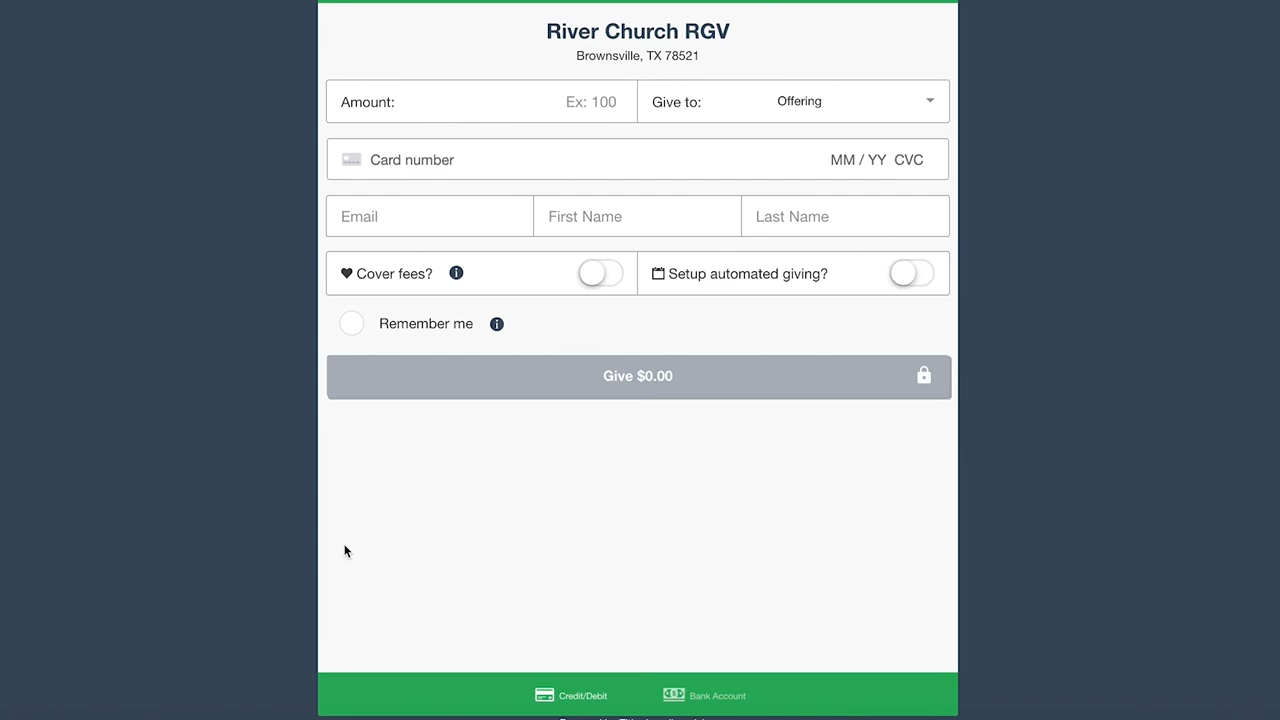 River Church RGV
Brownsville, TX 78521
Amount: Ex: 100 Give to: Offering
Card number MM / YY CVC
Email First Name Last Name
Cover fees? Setup automated giving?
Remember me
Give $0.00
Credit/Debit Bank Account